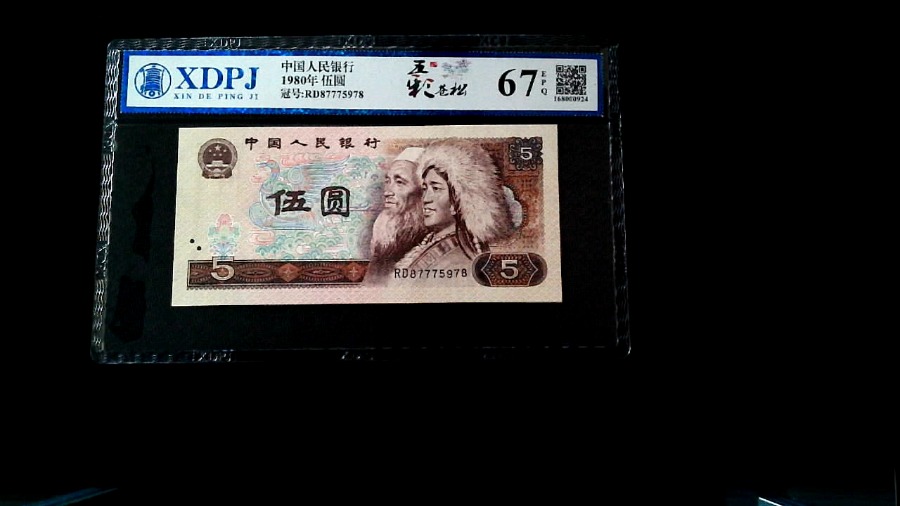 XDPJ
XIN DE PING JI
中国人民银行
1980年 伍圆
冠号:RD87775978
五彩苍松
67 EPQ
168000924
中国人民银行
5
伍圆
5
RD87775978
5
XDPJ